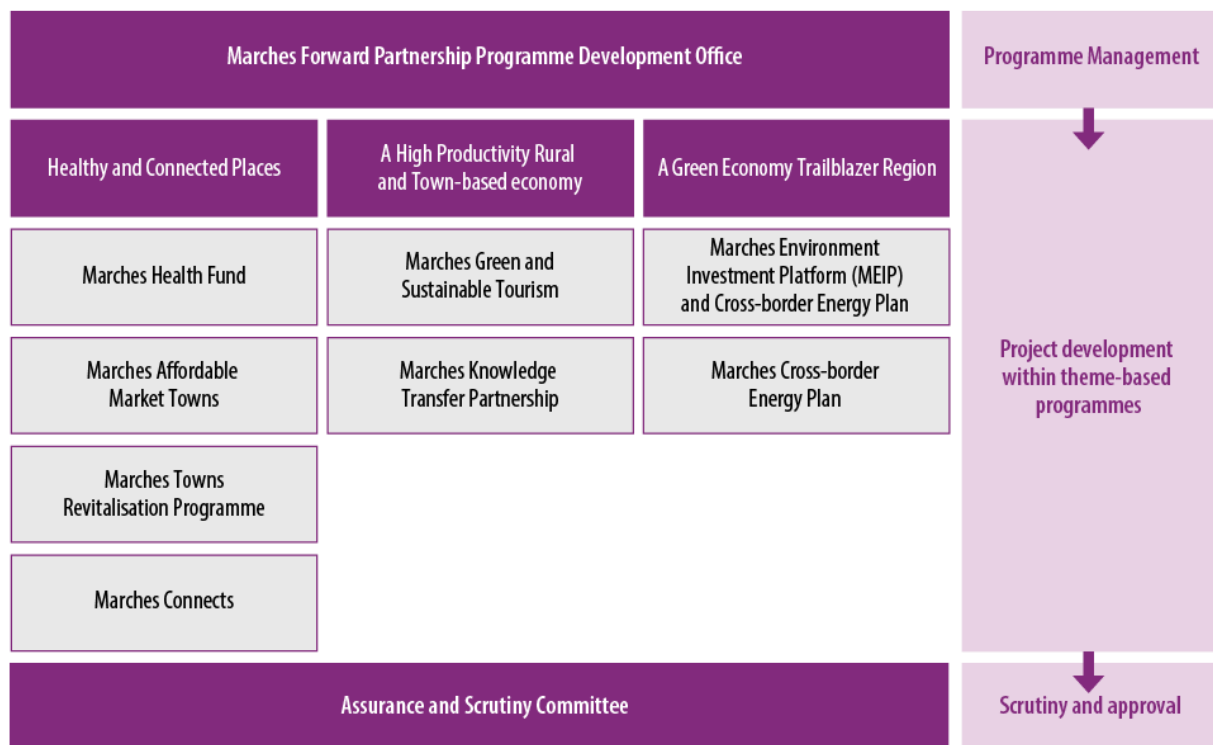 Marches Forward Partnership Programme Development Office
Programme Management
Healthy and Connected Places
A High Productivity Rural
and Town-based economy
A Green Economy Trailblazer Region
Marches Health Fund
Marches Green and
Sustainable Tourism
Marches Environment
Investment Platform (MEIP)
and Cross-border Energy Plan
Marches Affordable
Market Towns
Marches Knowledge
Transfer Partnership
Marches Cross-border
Energy Plan
Project development
within theme-based
programmes
Marches Towns
Revitalisation Programme
Marches Connects
Assurance and Scrutiny Committee
Scrutiny and approval